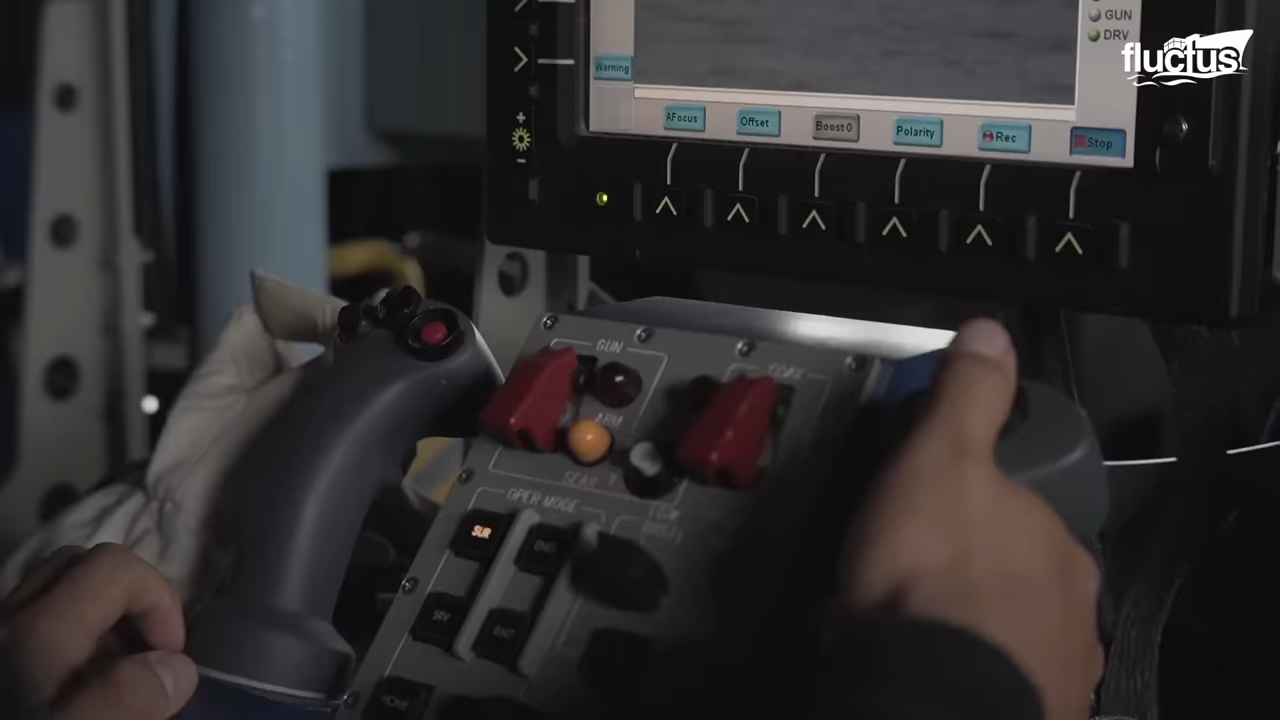 GUN
DRV
fluctus
Warning
AFocus
Offset
Boost 0
Polarity
Rec
Stop
GUN
ARM
OPER MODE
SUR
SRV